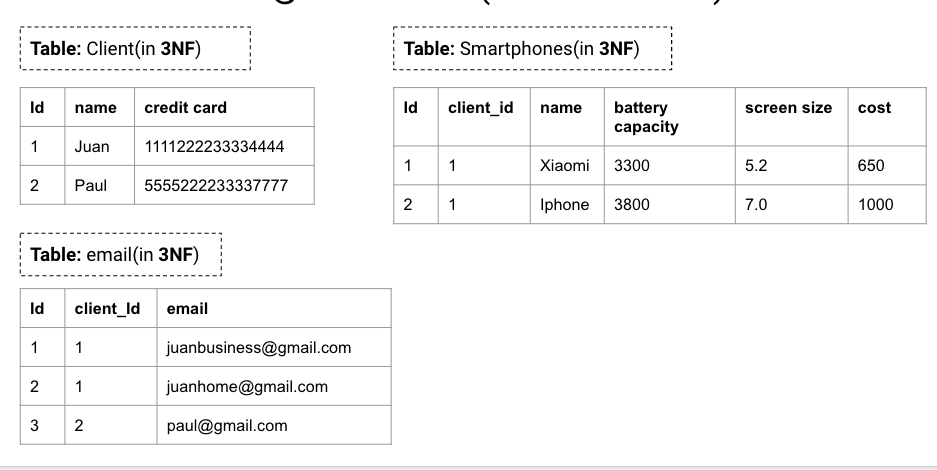 Table: Client(in 3NF)
Id name credit card
1 Juan 1111222233334444
2 Paul 5555222233337777
Table: Smartphones(in 3NF)
Id client_id name battery capacity screen size cost
1 1 Xiaomi 3300 5.2 650
2 1 Iphone 3800 7.0 1000
Table: email(in 3NF)
Id client_Id email
1 1 juanbusiness@gmail.com
2 1 juanhome@gmail.com
3 2 paul@gmail.com